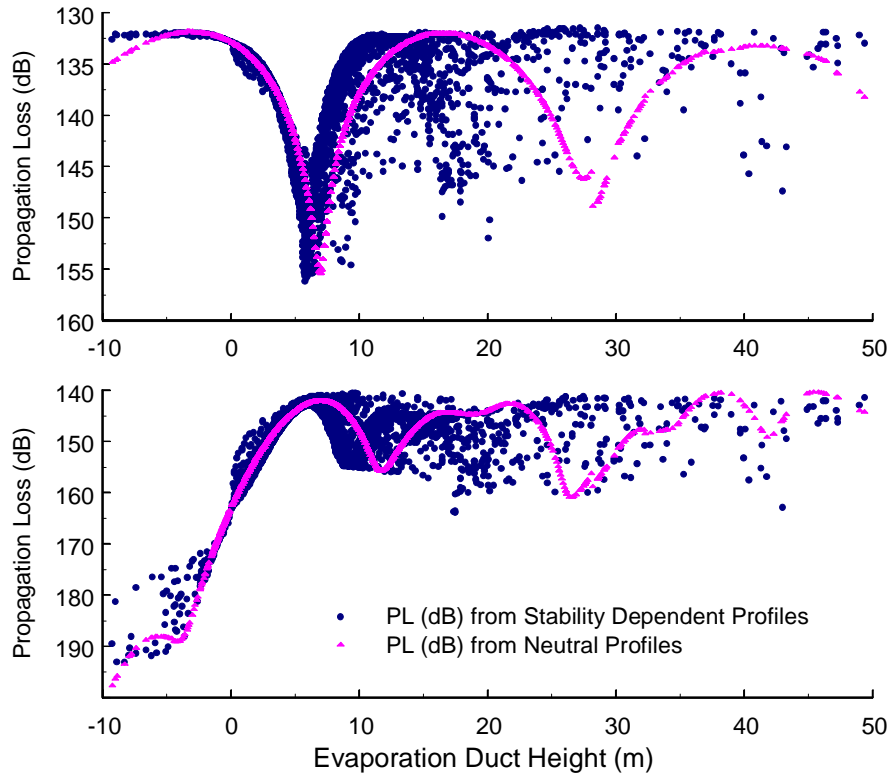 130
135
140
145
150
155
160
Propagation Loss (dB)
-10 0 10 20 30 40 50
140
150
160
170
180
190
Propagation Loss (dB)
PL (dB) from Stability Dependent Profiles
PL (dB) from Neutral Profiles
-10 0 10 20 30 40 50
Evaporation Duct Height (m)